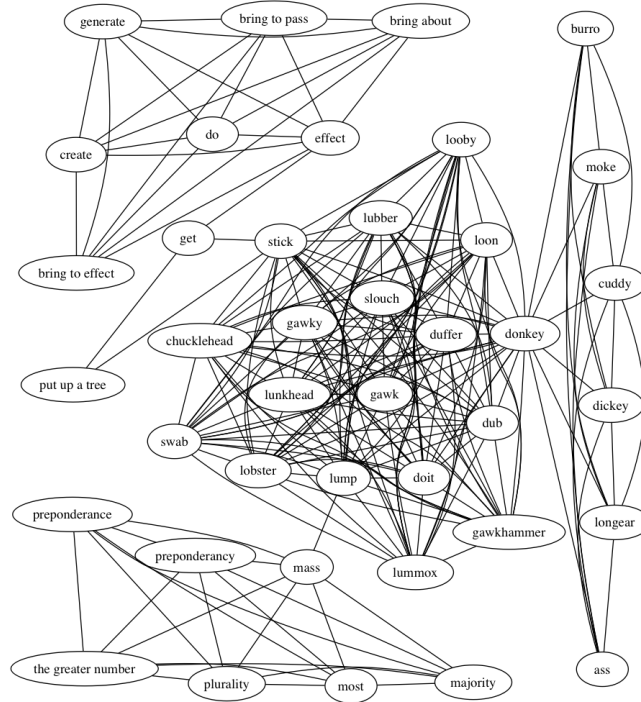 generate
bring to pass
bring about
burro
do
effect
looby
create
moke
lubber
get
stick
loon
bring to effect
cuddy
slouch
gawky
duffer
donkey
chucklehead
put up a tree
lunkhead
gawk
dickey
dub
swab
lobster
lump
doit
preponderance
longear
gawkhammer
preponderancy
mass
lummox
the greater number
ass
plurality
most
majority